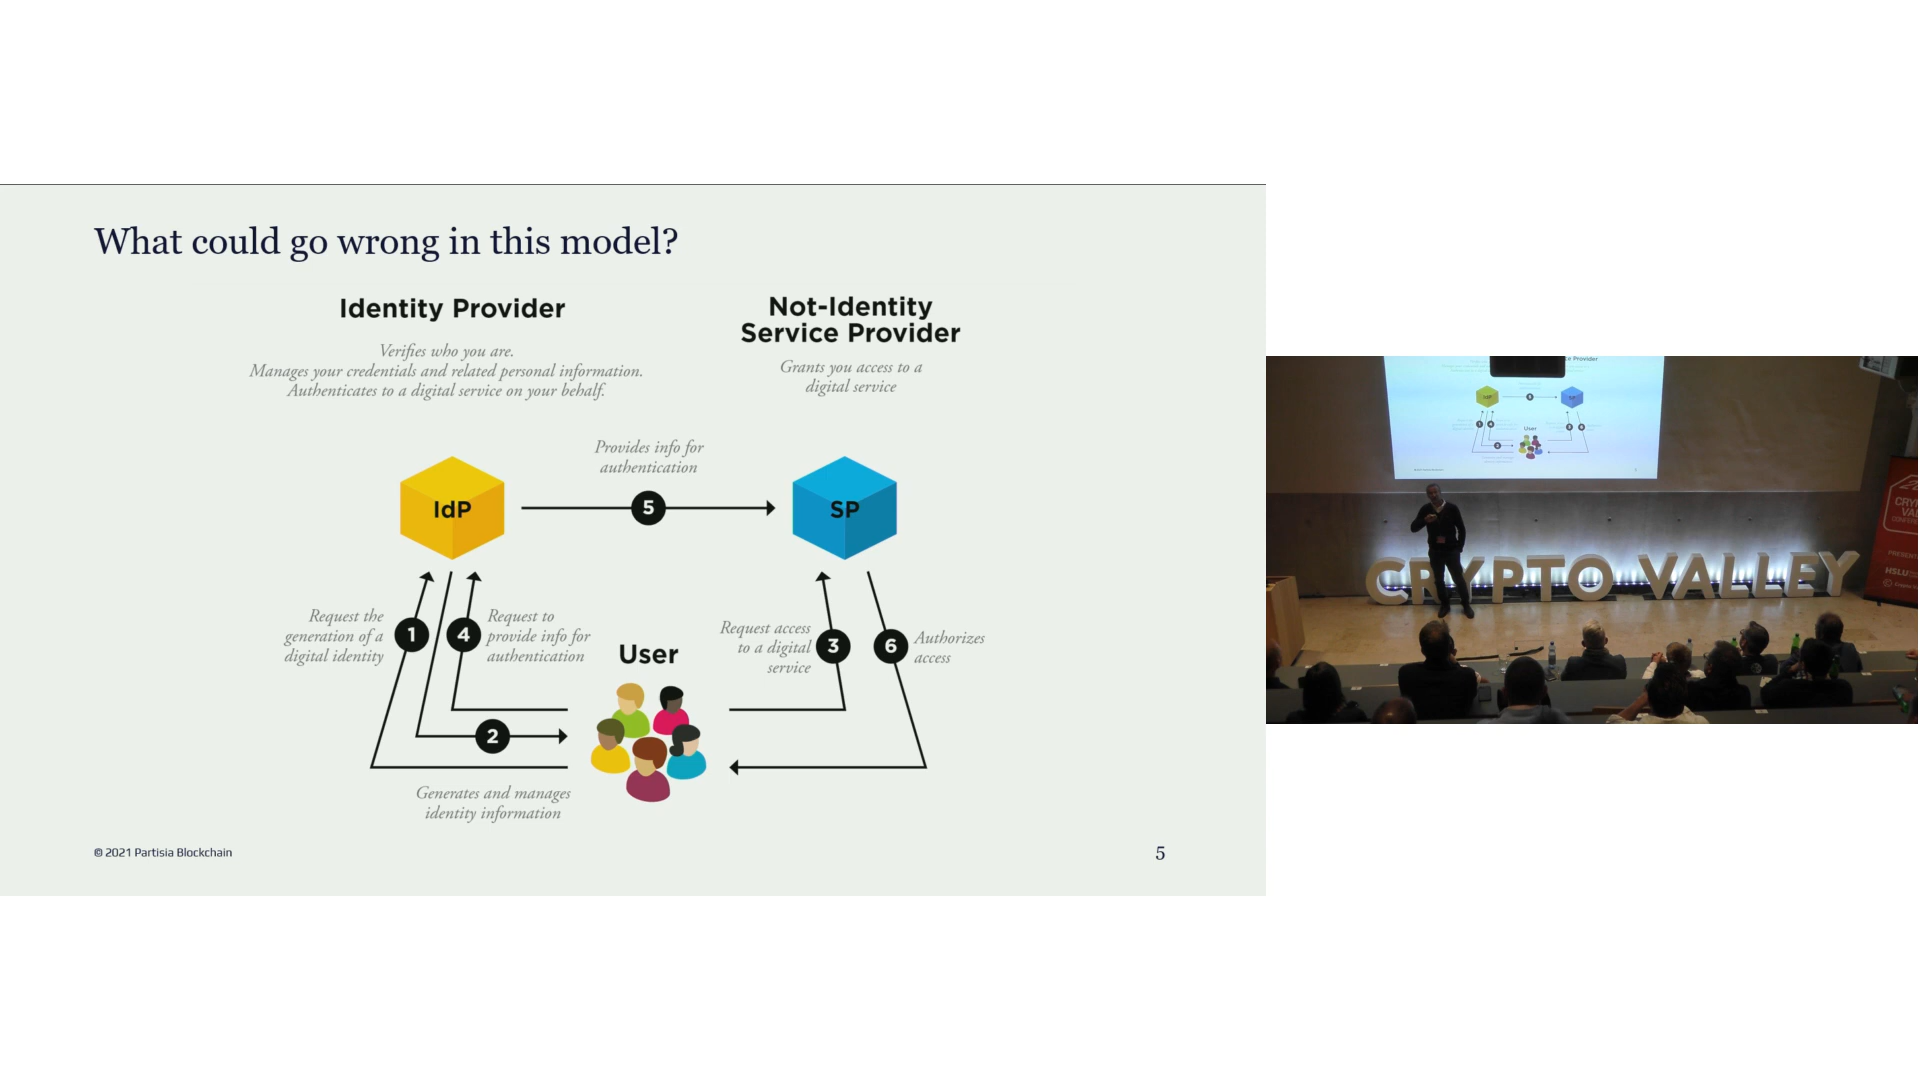 What could go wrong in this model?
Identity Provider
Verifies who you are.
Manages your credentials and related personal information.
Authenticates to a digital service on your behalf.
Not-Identity
Service Provider
Grants you access to a
digital service
Provides info for
authentication
IdP
5
SP
Request the
generation of a
digital identity
1
4
Request to
provide info for
authentication
User
Request access
to a digital
service
3
6
Authorizes
access
2
Generates and manages
identity information
© 2021 Partisia Blockchain
5
CRYPTO VALLEY
User
HSLU